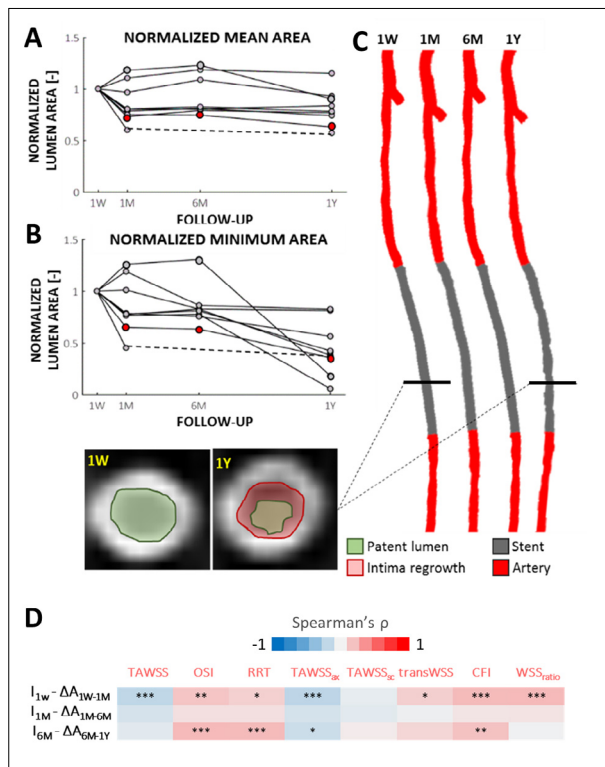 A
NORMALIZED MEAN AREA
NORMALIZED
LUMEN AREA [-]
1.5
1
0.5
0
1W 1M 6M 1Y
FOLLOW-UP
B
NORMALIZED MINIMUM AREA
NORMALIZED
LUMEN AREA [-]
1.5
1
0.5
0
1W 1M 6M 1Y
FOLLOW-UP
1W
1Y
C
1W 1M 6M 1Y
Patent lumen
Stent
Intima regrowth
Artery
D
Spearman's ρ
-1 1
TAWSS OSI RRT TAWSSax TAWSSsc transWSS CFI WSSratio
I1w - ΔA1W-1M *** ** * *** * *** ***
I1M - ΔA1M-6M
I6M - ΔA6M-1Y *** *** * **